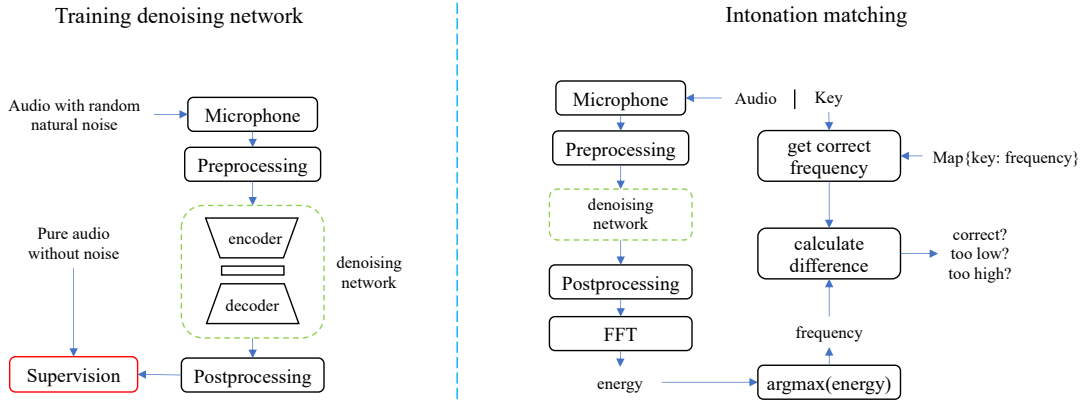 Training denoising network
Audio with random
natural noise
Microphone
Preprocessing
encoder
decoder
denoising
network
Pure audio
without noise
Supervision
Postprocessing
Intonation matching
Microphone
Audio | Key
Preprocessing
get correct
frequency
Map{key: frequency}
denoising
network
calculate
difference
correct?
too low?
too high?
Postprocessing
FFT
frequency
energy
argmax(energy)